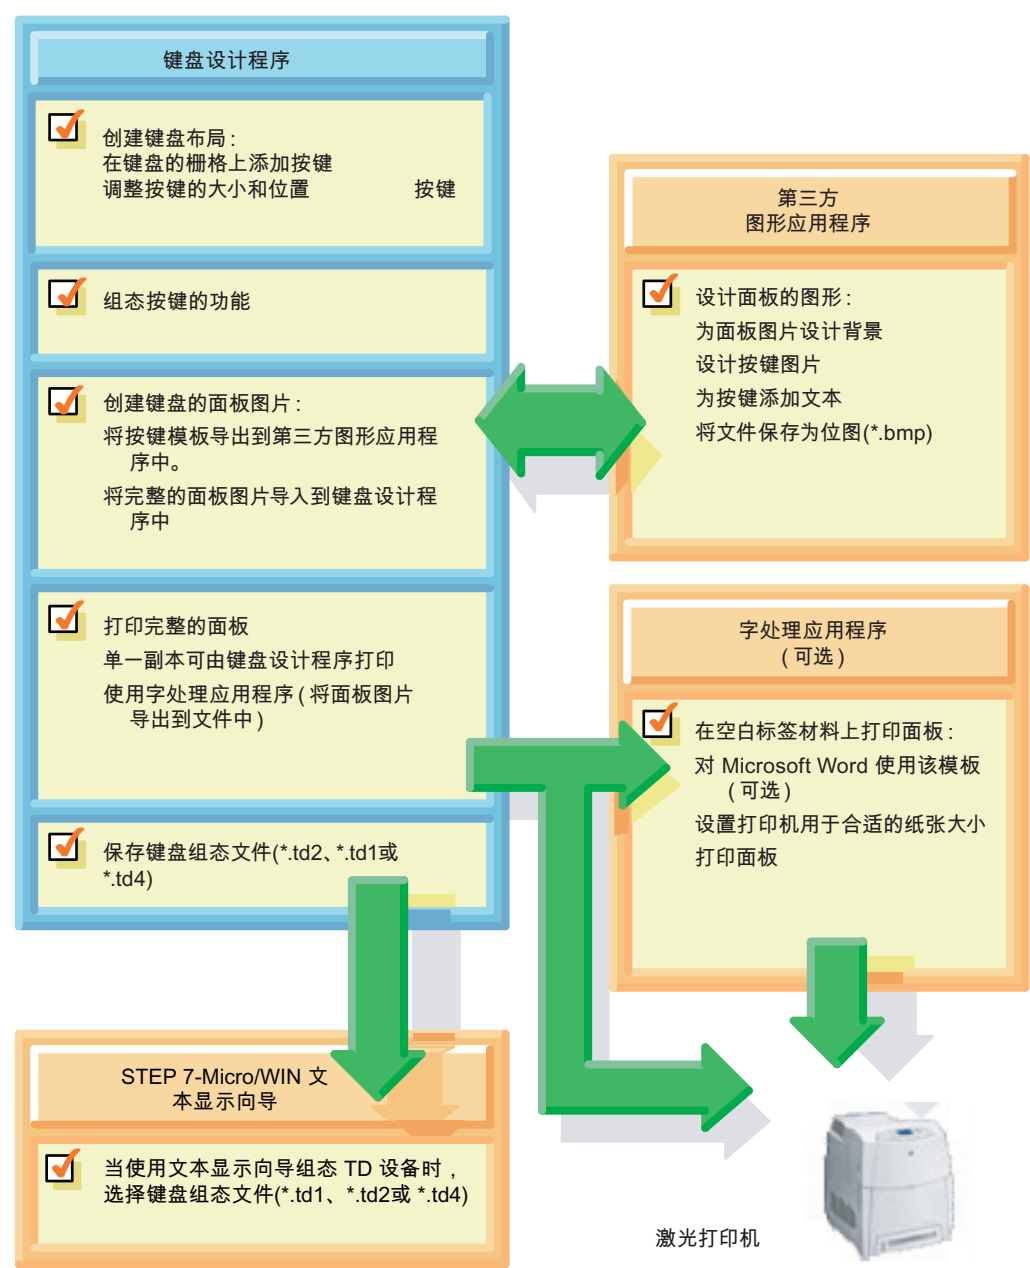 键盘设计程序
创建键盘布局：
在键盘的栅格上添加按键
调整按键的大小和位置 按键
组态按键的功能
创建键盘的面板图片：
将按键模板导出到第三方图形应用程
序中。
将完整的面板图片导入到键盘设计程
序中
打印完整的面板
单一副本可由键盘设计程序打印
使用字处理应用程序（将面板图片
导出到文件中）
保存键盘组态文件(*.td2、*.td1或
*.td4)
第三方
图形应用程序
设计面板的图形：
为面板图片设计背景
设计按键图片
为按键添加文本
将文件保存为位图(*.bmp)
字处理应用程序
（可选）
在空白标签材料上打印面板：
对 Microsoft Word 使用该模板
（可选）
设置打印机用于合适的纸张大小
打印面板
STEP 7-Micro/WIN 文
本显示向导
当使用文本显示向导组态 TD 设备时，
选择键盘组态文件(*.td1、*.td2或 *.td4)
激光打印机